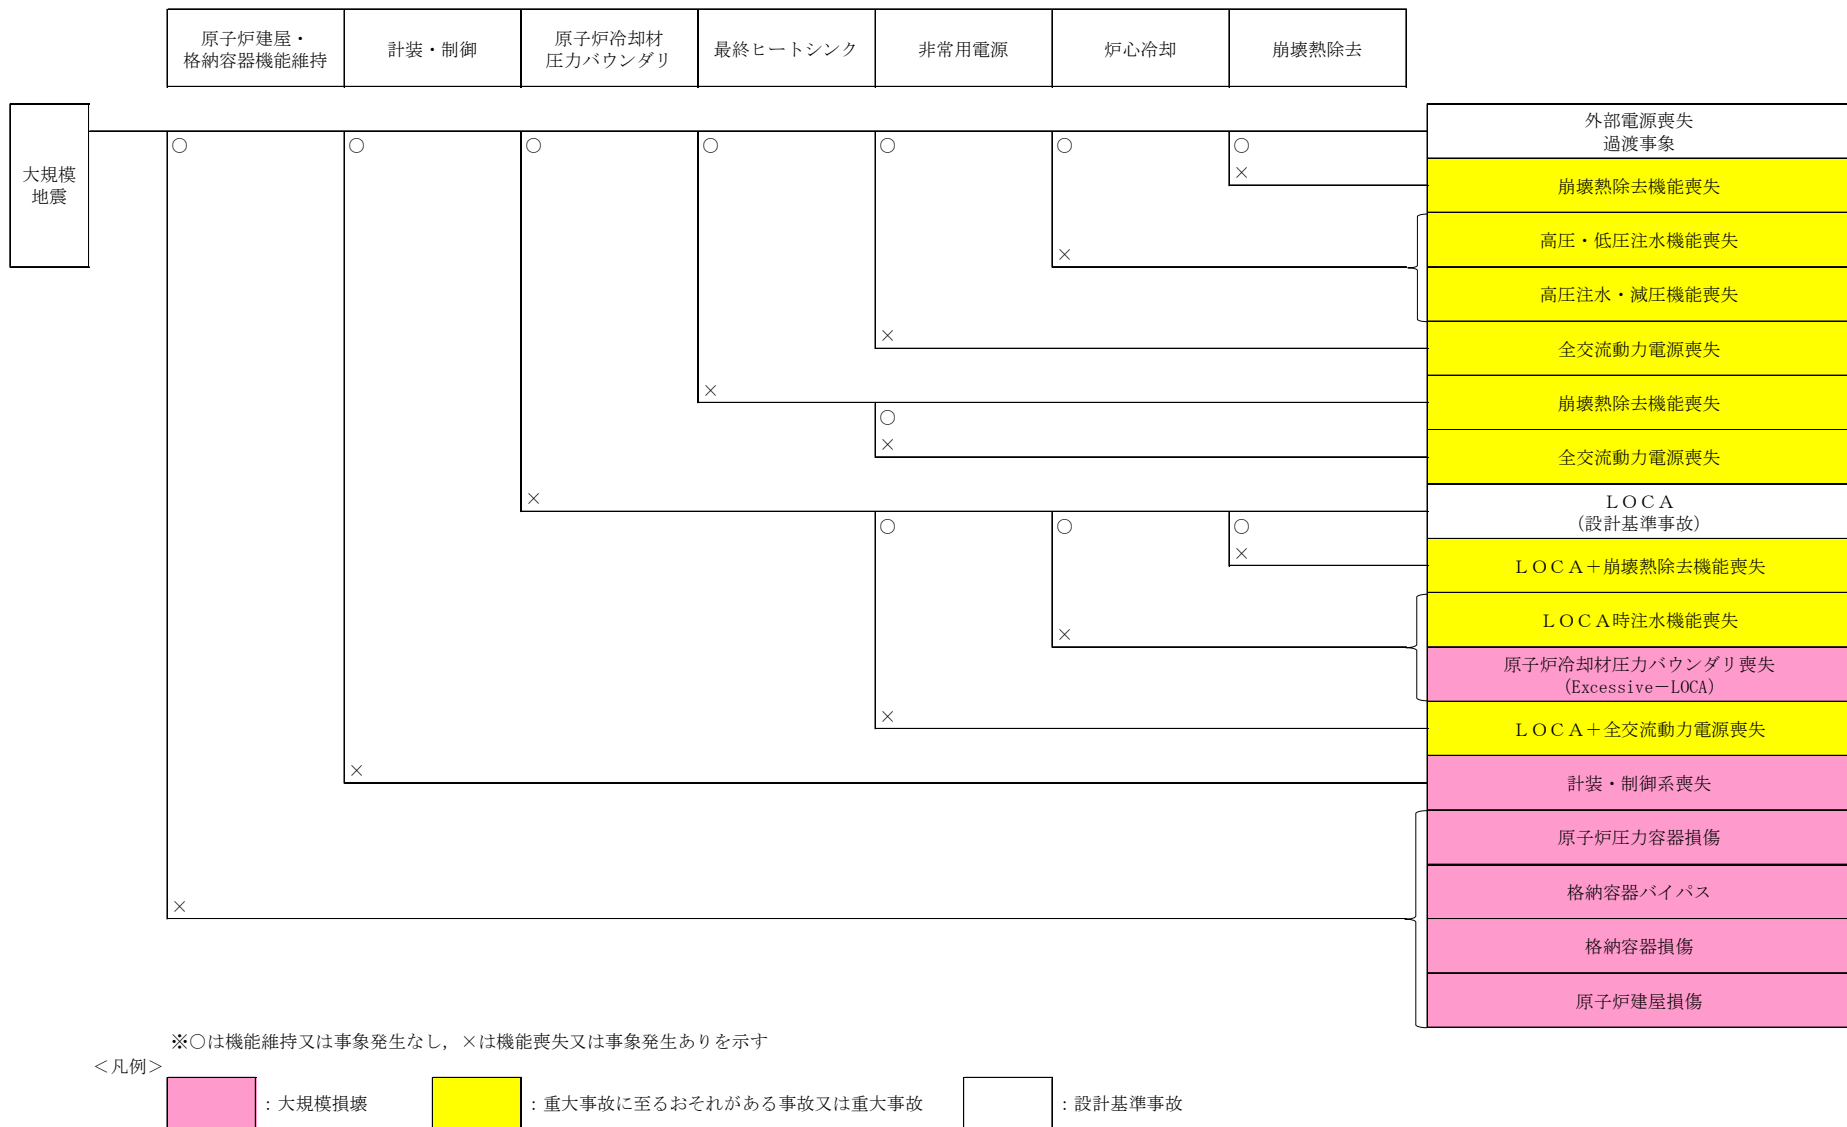 原子炉建屋・
格納容器機能維持
計装・制御
原子炉冷却材
圧力バウンダリ
最終ヒートシンク
非常用電源
炉心冷却
崩壊熱除去
大規模
地震
○ ○ ○ ○ ○ ○ ○
外部電源喪失
過渡事象
×
崩壊熱除去機能喪失
高圧・低圧注水機能喪失
×
高圧注水・減圧機能喪失
×
全交流動力電源喪失
×
崩壊熱除去機能喪失
○
×
全交流動力電源喪失
×
ＬＯＣＡ
(設計基準事故)
○ ○ ○
×
ＬＯＣＡ＋崩壊熱除去機能喪失
ＬＯＣＡ時注水機能喪失
×
原子炉冷却材圧力バウンダリ喪失
(Excessive－LOCA)
×
ＬＯＣＡ＋全交流動力電源喪失
×
計装・制御系喪失
原子炉圧力容器損傷
×
格納容器バイパス
格納容器損傷
原子炉建屋損傷
※○は機能維持又は事象発生なし，×は機能喪失又は事象発生ありを示す
＜凡例＞
：大規模損壊
：重大事故に至るおそれがある事故又は重大事故
：設計基準事故